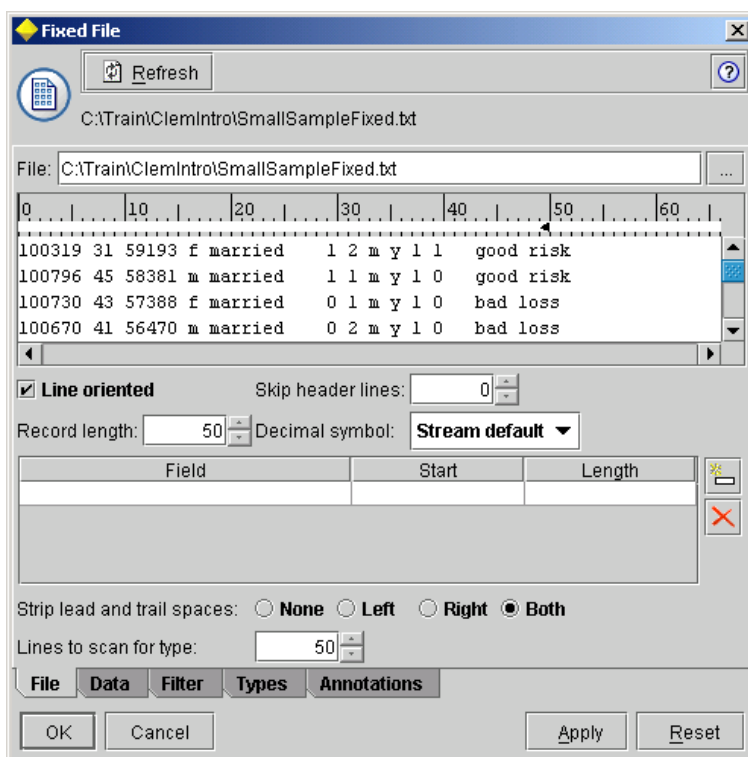 Fixed File
Refresh
C:\Train\ClemIntro\SmallSampleFixed.txt
File: C:\Train\ClemIntro\SmallSampleFixed.txt ...
0 10 20 30 40 50 60
100319 31 59193 f married 1 2 m y 1 1 good risk
100796 45 58381 m married 1 1 m y 1 0 good risk
100730 43 57388 f married 0 1 m y 1 0 bad loss
100670 41 56470 m married 0 2 m y 1 0 bad loss
Line oriented Skip header lines: 0
Record length: 50 Decimal symbol: Stream default
Field Start Length
Strip lead and trail spaces: None Left Right Both
Lines to scan for type: 50
File Data Filter Types Annotations
OK Cancel Apply Reset